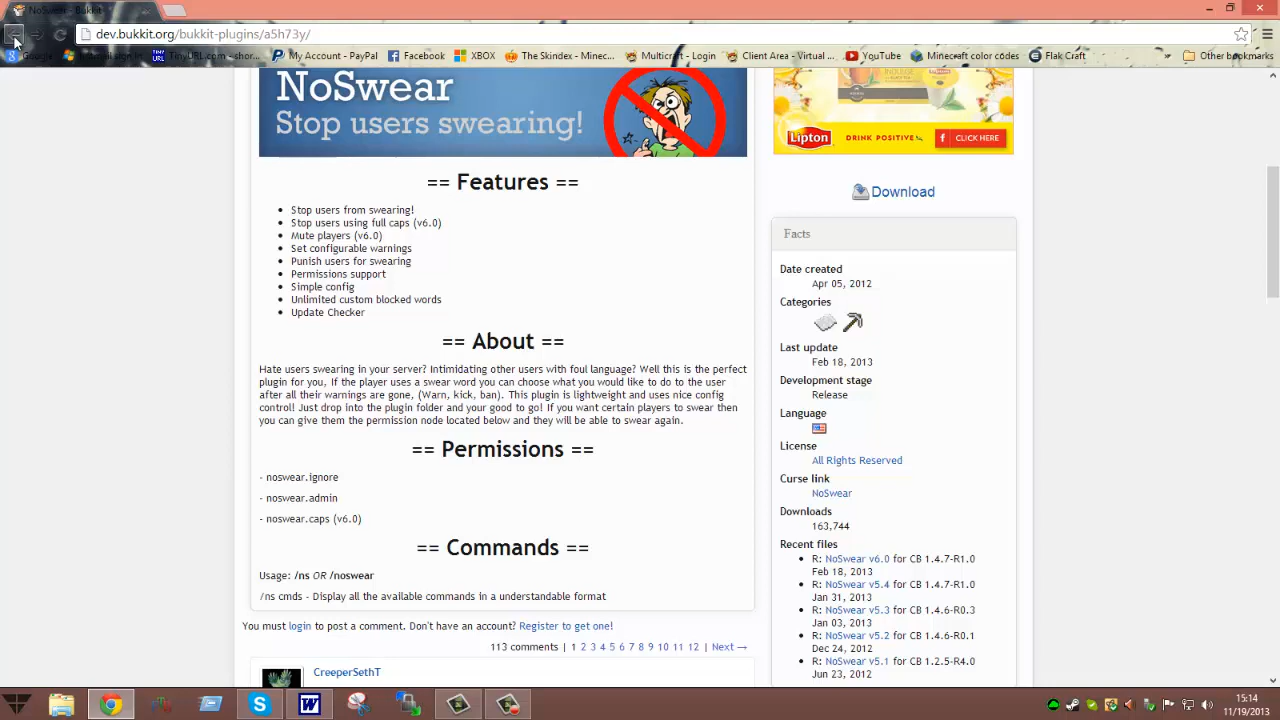 NoSwear - Bukkit
dev.bukkit.org/bukkit-plugins/a5h73y/
Google
TinyURL.com - shor...
My Account - PayPal
Facebook
XBOX
The Skindex - Minec...
Multicraft - Login
Client Area - Virtual ...
YouTube
Minecraft color codes
Flak Craft
Other bookmarks
NoSwear
Stop users swearing!
Lipton
DRINK POSITIVE
CLICK HERE
== Features ==
• Stop users from swearing!
• Stop users using full caps (v6.0)
• Mute players (v6.0)
• Set configurable warnings
• Punish users for swearing
• Permissions support
• Simple config
• Unlimited custom blocked words
• Update Checker
== About ==
Hate users swearing in your server? Intimidating other users with foul language? Well this is the perfect
plugin for you, If the player uses a swear word you can choose what you would like to do to the user
after all their warnings are gone, (Warn, kick, ban). This plugin is lightweight and uses nice config
control! Just drop into the plugin folder and your good to go! If you want certain players to swear then
you can give them the permission node located below and they will be able to swear again.
== Permissions ==
- noswear.ignore
- noswear.admin
- noswear.caps (v6.0)
== Commands ==
Usage: /ns OR /noswear
/ns cmds - Display all the available commands in a understandable format
You must login to post a comment. Don't have an account? Register to get one!
113 comments | 1 2 3 4 5 6 7 8 9 10 11 12 | Next →
CreeperSethT
Download
Facts
Date created
Apr 05, 2012
Categories
Last update
Feb 18, 2013
Development stage
Release
Language
License
All Rights Reserved
Curse link
NoSwear
Downloads
163,744
Recent files
• R: NoSwear v6.0 for CB 1.4.7-R1.0
Feb 18, 2013
• R: NoSwear v5.4 for CB 1.4.7-R1.0
Jan 31, 2013
• R: NoSwear v5.3 for CB 1.4.6-R0.3
Jan 03, 2013
• R: NoSwear v5.2 for CB 1.4.6-R0.1
Dec 24, 2012
• R: NoSwear v5.1 for CB 1.2.5-R4.0
Jun 23, 2012
15:14
11/19/2013